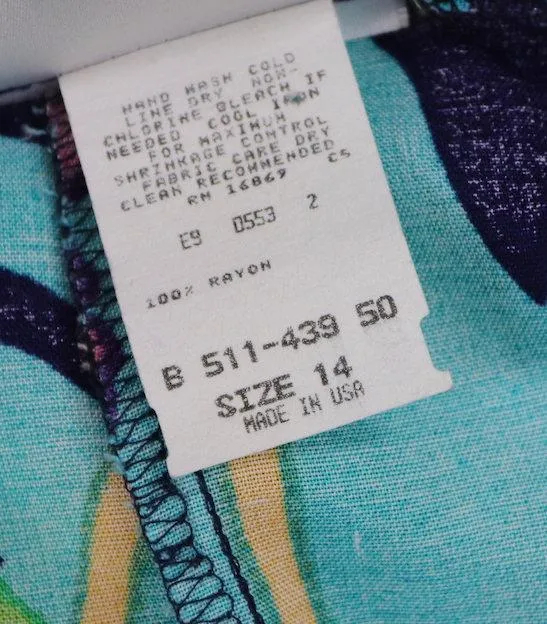 HAND WASH COLD
LINE DRY NON-
CHLORINE BLEACH IF
NEEDED COOL IRON
FOR MAXIMUM
SHRINKAGE CONTROL
FABRIC CARE DRY
CLEAN RECOMMENDED
RN 16869 CS
E9 0553 2
100% RAYON
B 511-439 50
SIZE 14
MADE IN USA